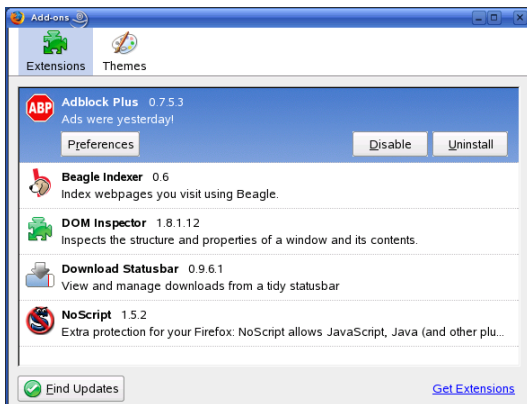 Add-ons
Extensions Themes
ABP
Adblock Plus 0.7.5.3
Ads were yesterday!
Preferences Disable Uninstall
Beagle Indexer 0.6
Index webpages you visit using Beagle.
DOM Inspector 1.8.1.12
Inspects the structure and properties of a window and its contents.
Download Statusbar 0.9.6.1
View and manage downloads from a tidy statusbar
NoScript 1.5.2
Extra protection for your Firefox: NoScript allows JavaScript, Java (and other plu...
Find Updates Get Extensions